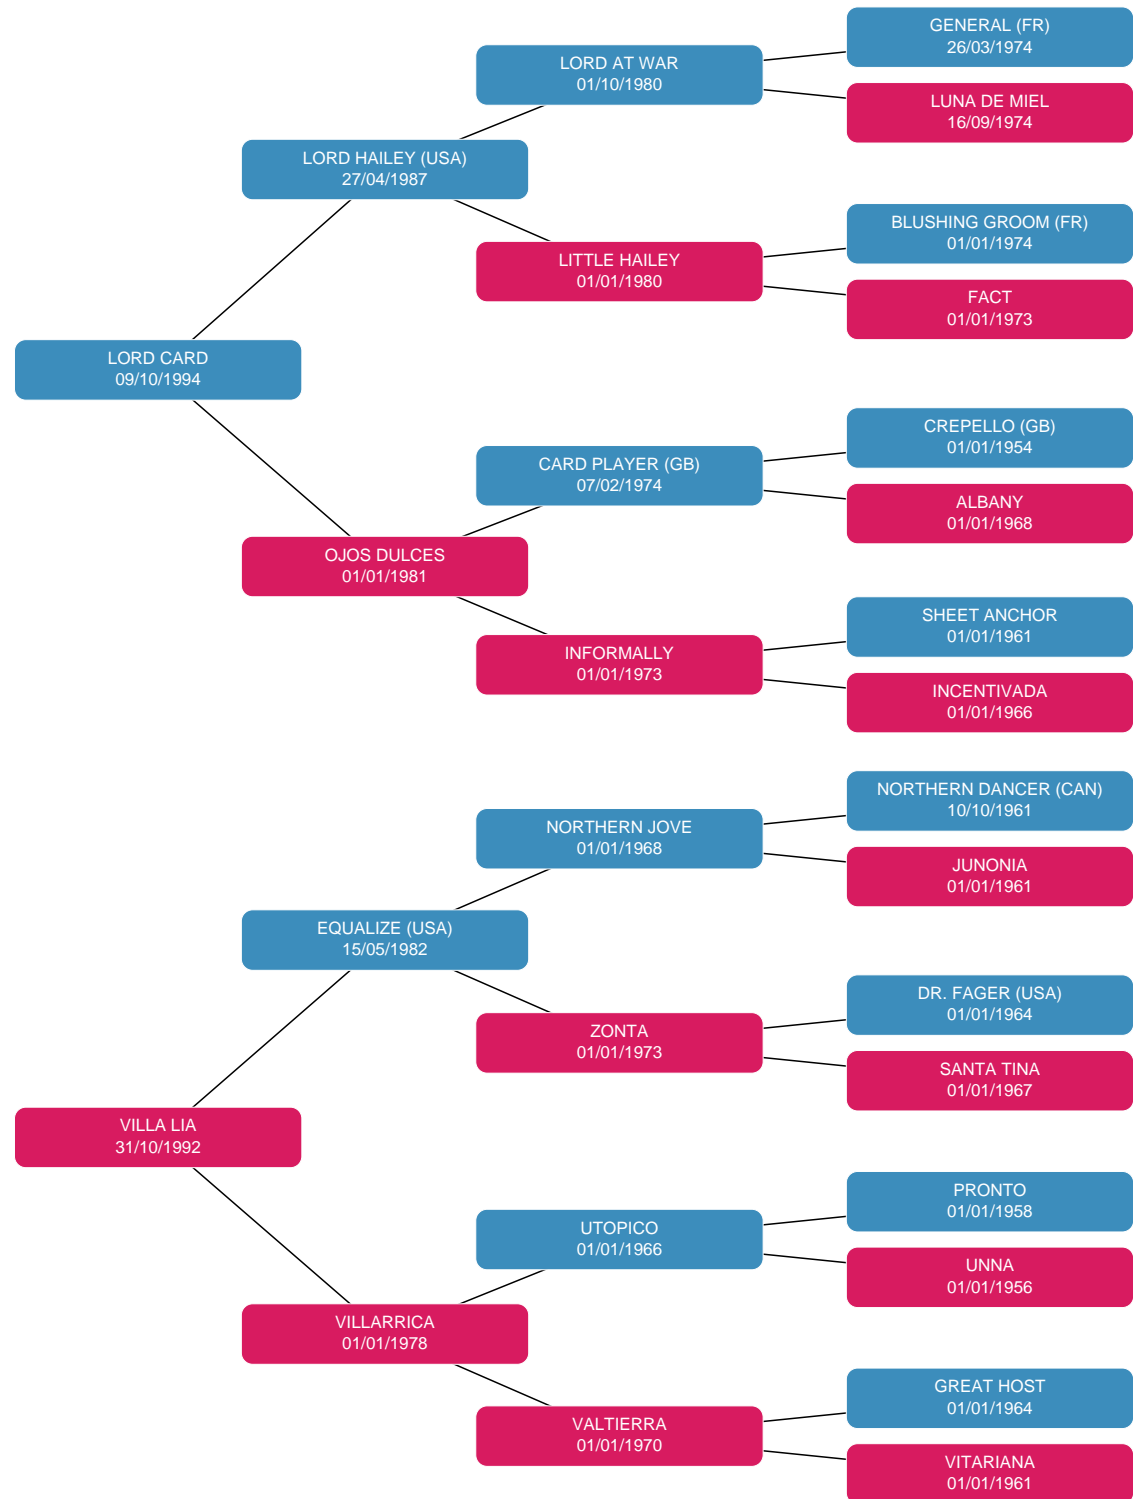 GENERAL (FR)
26/03/1974
LORD AT WAR
01/10/1980
LUNA DE MIEL
16/09/1974
LORD HAILEY (USA)
27/04/1987
BLUSHING GROOM (FR)
01/01/1974
LITTLE HAILEY
01/01/1980
FACT
01/01/1973
LORD CARD
09/10/1994
CREPELLO (GB)
01/01/1954
CARD PLAYER (GB)
07/02/1974
ALBANY
01/01/1968
OJOS DULCES
01/01/1981
SHEET ANCHOR
01/01/1961
INFORMALLY
01/01/1973
INCENTIVADA
01/01/1966
NORTHERN DANCER (CAN)
10/10/1961
NORTHERN JOVE
01/01/1968
JUNONIA
01/01/1961
EQUALIZE (USA)
15/05/1982
DR. FAGER (USA)
01/01/1964
ZONTA
01/01/1973
SANTA TINA
01/01/1967
VILLA LIA
31/10/1992
PRONTO
01/01/1958
UTOPICO
01/01/1966
UNNA
01/01/1956
VILLARRICA
01/01/1978
GREAT HOST
01/01/1964
VALTIERRA
01/01/1970
VITARIANA
01/01/1961